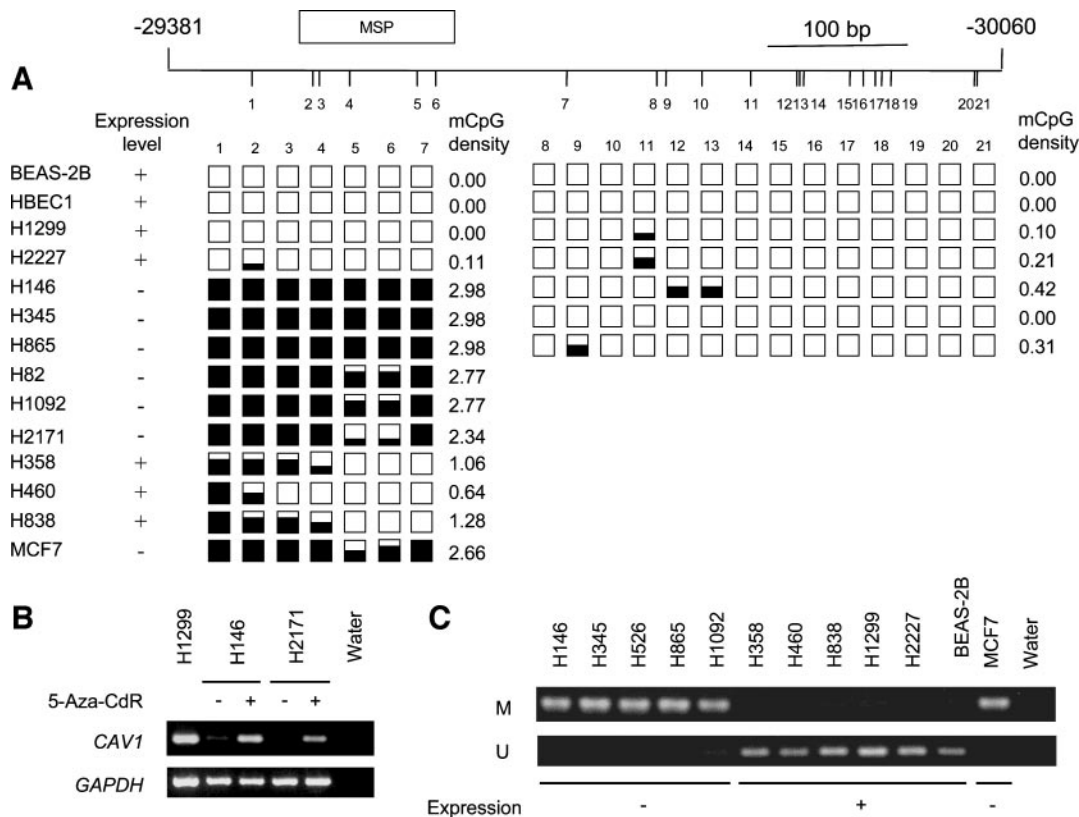 -29381 MSP 100 bp -30060
A
1 2 3 4 5 6 7 8 9 10 11 12 13 14 15 16 17 18 19 20 21
Expression level
mCpG density
mCpG density
1 2 3 4 5 6 7 8 9 10 11 12 13 14 15 16 17 18 19 20 21
BEAS-2B + 0.00 0.00
HBEC1 + 0.00 0.00
H1299 + 0.00 0.10
H2227 + 0.11 0.21
H146 - 2.98 0.42
H345 - 2.98 0.00
H865 - 2.98 0.31
H82 - 2.77
H1092 - 2.77
H2171 - 2.34
H358 + 1.06
H460 + 0.64
H838 + 1.28
MCF7 - 2.66
B
H1299 H146 H2171 Water
5-Aza-CdR - + - +
CAV1
GAPDH
C
H146 H345 H526 H865 H1092 H358 H460 H838 H1299 H2227 BEAS-2B MCF7 Water
M
U
Expression - + -